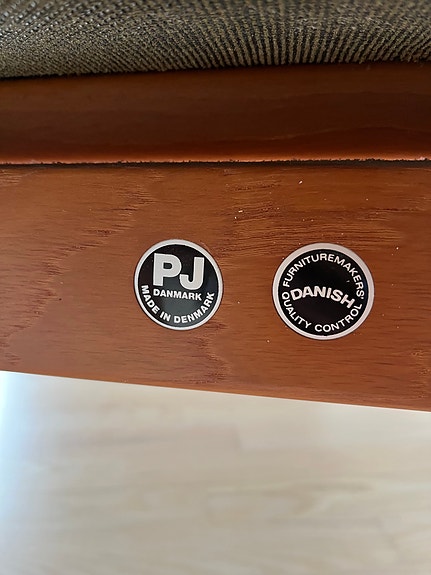 PJ
DANMARK
MADE IN DENMARK
FURNITUREMAKERS
DANISH
QUALITY CONTROL